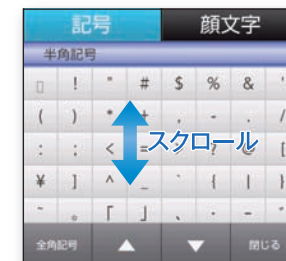 記号 顔文字
半角記号
! " # $ % & '
( ) * + , - . /
: ; < = ? @ [
スクロール
¥ ] ^ _ ` { | }
~ 。 「 」 、 ・ - "
全角記号 ▲ ▼ 閉じる